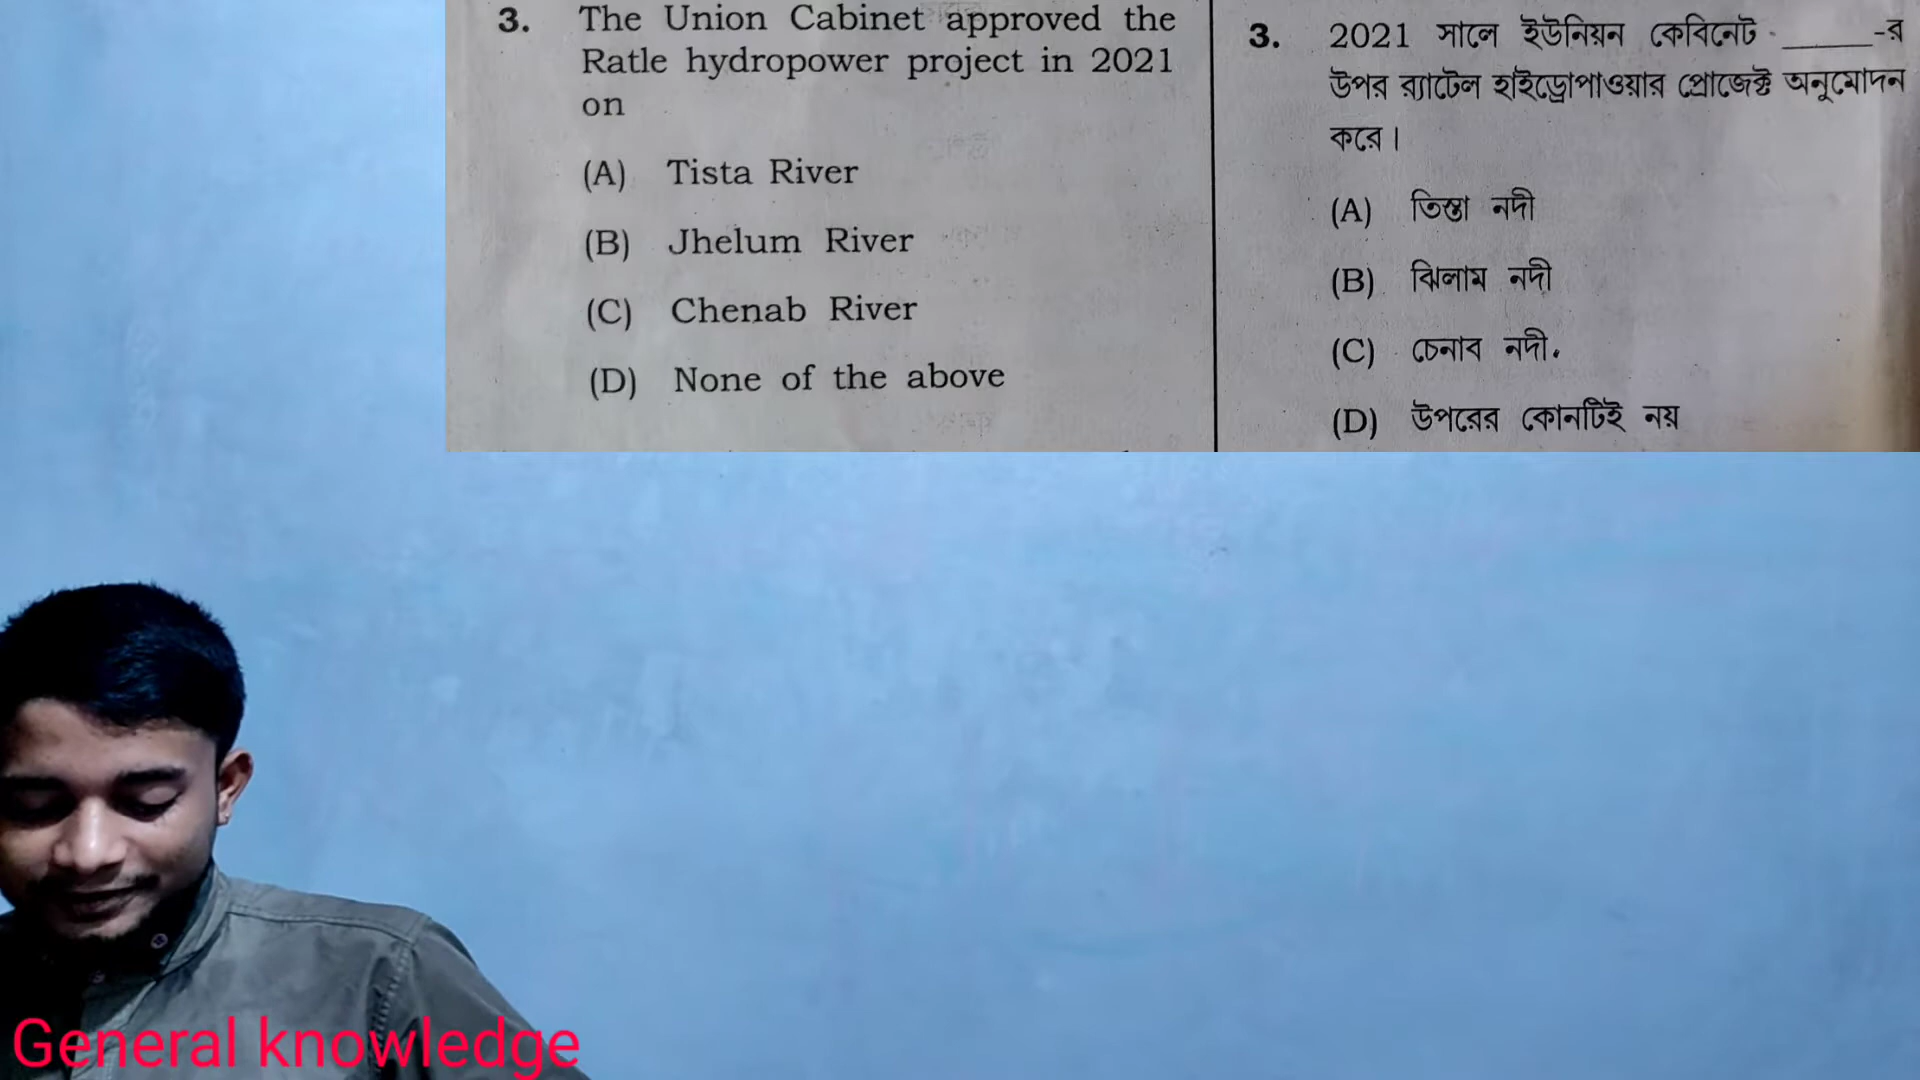 3. The Union Cabinet approved the
Ratle hydropower project in 2021
on
(A) Tista River
(B) Jhelum River
(C) Chenab River
(D) None of the above
3. 2021 সালে ইউনিয়ন কেবিনেট _____-র
উপর র‍্যাটেল হাইড্রোপাওয়ার প্রোজেক্ট অনুমোদন
করে।
(A) তিস্তা নদী
(B) ঝিলাম নদী
(C) চেনাব নদী.
(D) উপরের কোনটিই নয়
General knowledge